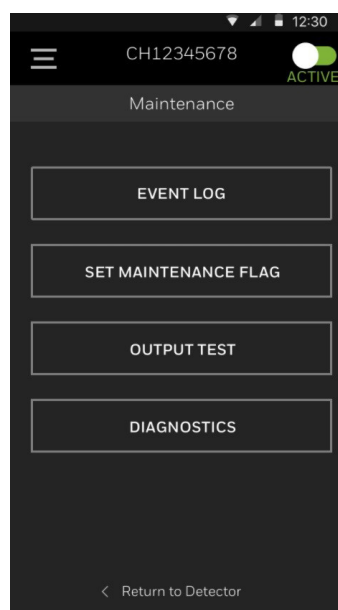 12:30
CH12345678
ACTIVE
Maintenance
EVENT LOG
SET MAINTENANCE FLAG
OUTPUT TEST
DIAGNOSTICS
< Return to Detector